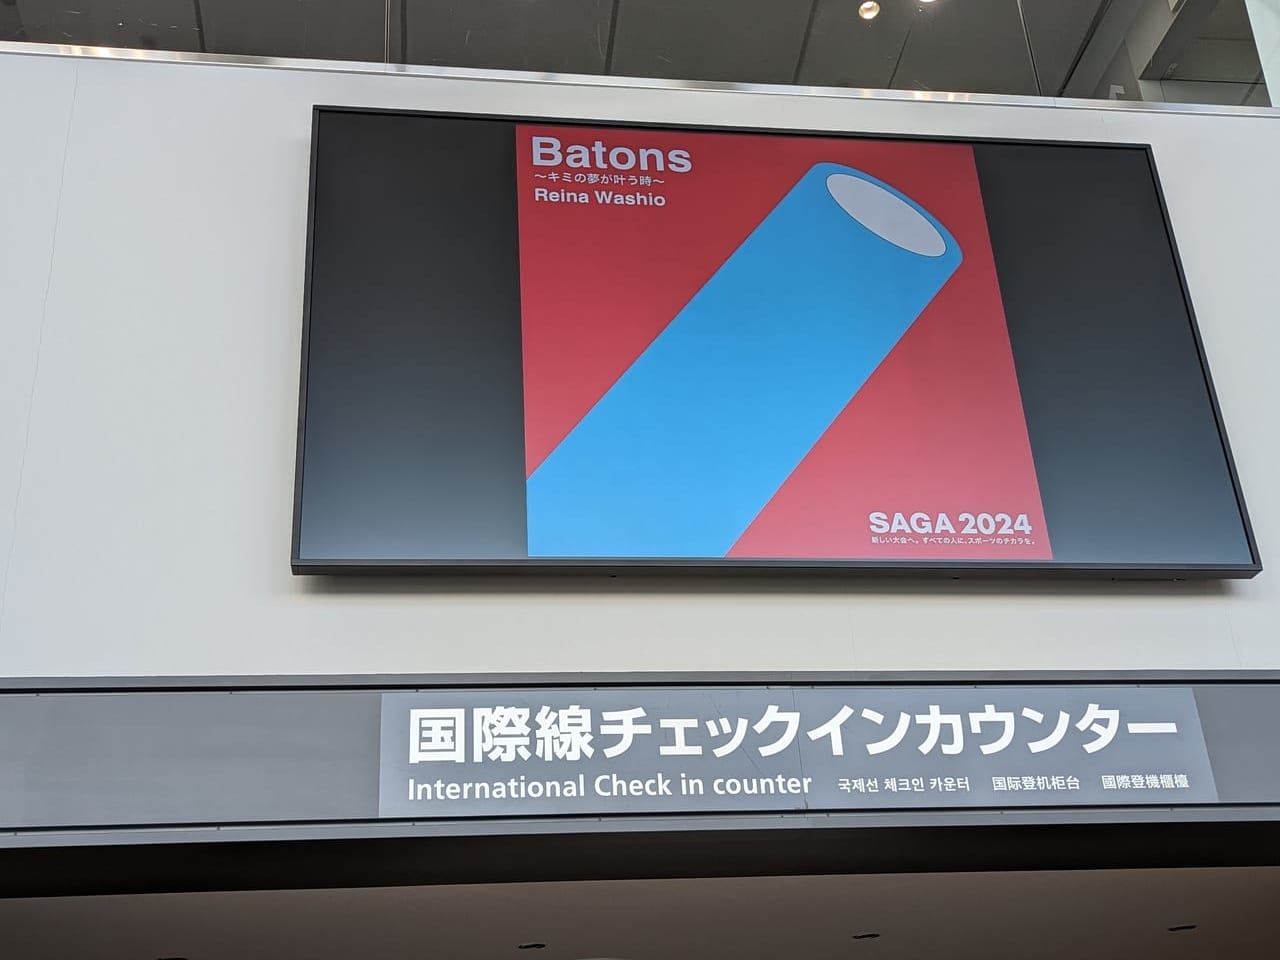 Batons
～キミの夢が叶う時～
Reina Washio
SAGA 2024
新しい大会へ。すべての人に、スポーツのチカラを。
国際線チェックインカウンター
International Check in counter 국제선 체크인 카운터 国际登机柜台 國際登機櫃檯